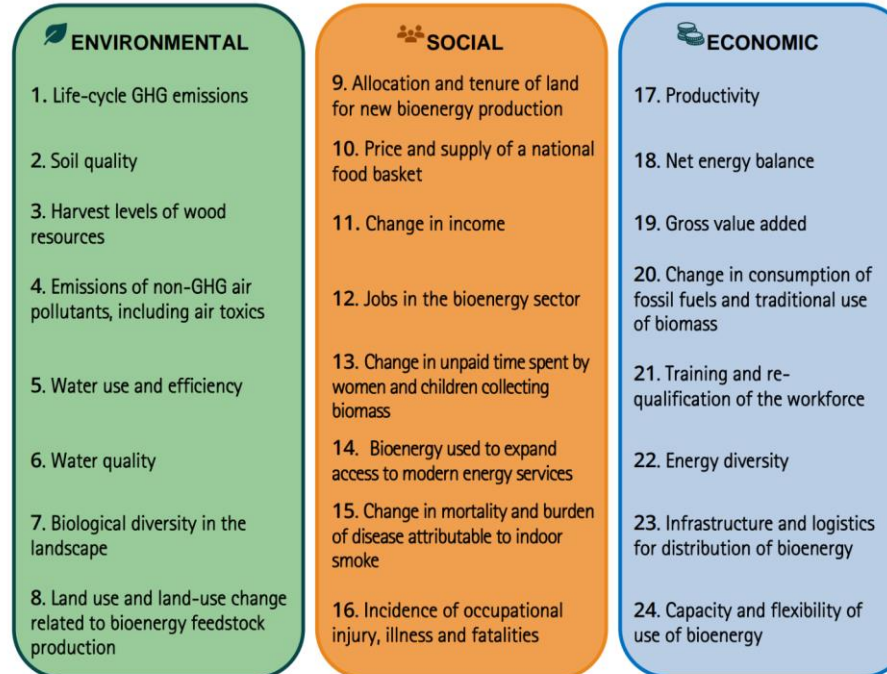 ENVIRONMENTAL
1. Life-cycle GHG emissions
2. Soil quality
3. Harvest levels of wood
resources
4. Emissions of non-GHG air
pollutants, including air toxics
5. Water use and efficiency
6. Water quality
7. Biological diversity in the
landscape
8. Land use and land-use change
related to bioenergy feedstock
production
SOCIAL
9. Allocation and tenure of land
for new bioenergy production
10. Price and supply of a national
food basket
11. Change in income
12. Jobs in the bioenergy sector
13. Change in unpaid time spent by
women and children collecting
biomass
14. Bioenergy used to expand
access to modern energy services
15. Change in mortality and burden
of disease attributable to indoor
smoke
16. Incidence of occupational
injury, illness and fatalities
ECONOMIC
17. Productivity
18. Net energy balance
19. Gross value added
20. Change in consumption of
fossil fuels and traditional use
of biomass
21. Training and re-
qualification of the workforce
22. Energy diversity
23. Infrastructure and logistics
for distribution of bioenergy
24. Capacity and flexibility of
use of bioenergy